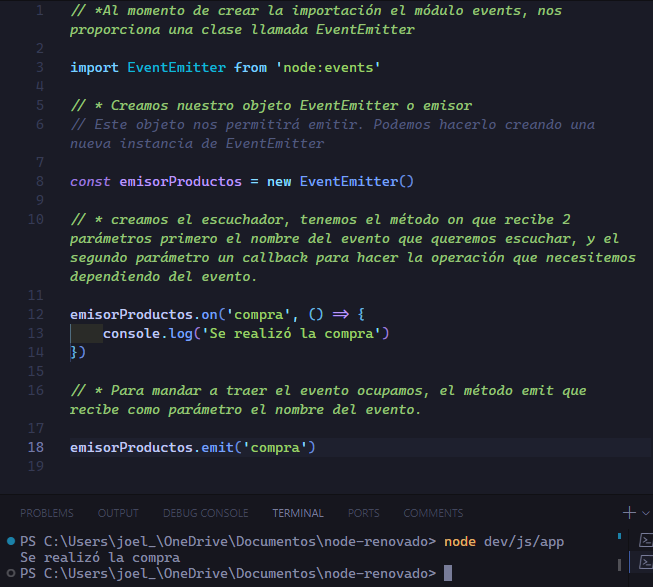 1 // *Al momento de crear la importación el módulo events, nos
proporciona una clase llamada EventEmitter
2
3 import EventEmitter from 'node:events'
4
5 // * Creamos nuestro objeto EventEmitter o emisor
6 // Este objeto nos permitirá emitir. Podemos hacerlo creando una
nueva instancia de EventEmitter
7
8 const emisorProductos = new EventEmitter()
9
10 // * creamos el escuchador, tenemos el método on que recibe 2
parámetros primero el nombre del evento que queremos escuchar, y el
segundo parámetro un callback para hacer la operación que necesitemos
dependiendo del evento.
11
12 emisorProductos.on('compra', () => {
13 console.log('Se realizó la compra')
14 })
15
16 // * Para mandar a traer el evento ocupamos, el método emit que
recibe como parámetro el nombre del evento.
17
18 emisorProductos.emit('compra')
19
PROBLEMS OUTPUT DEBUG CONSOLE TERMINAL PORTS COMMENTS
PS C:\Users\joel_\OneDrive\Documentos\node-renovado> node dev/js/app
Se realizó la compra
PS C:\Users\joel_\OneDrive\Documentos\node-renovado>